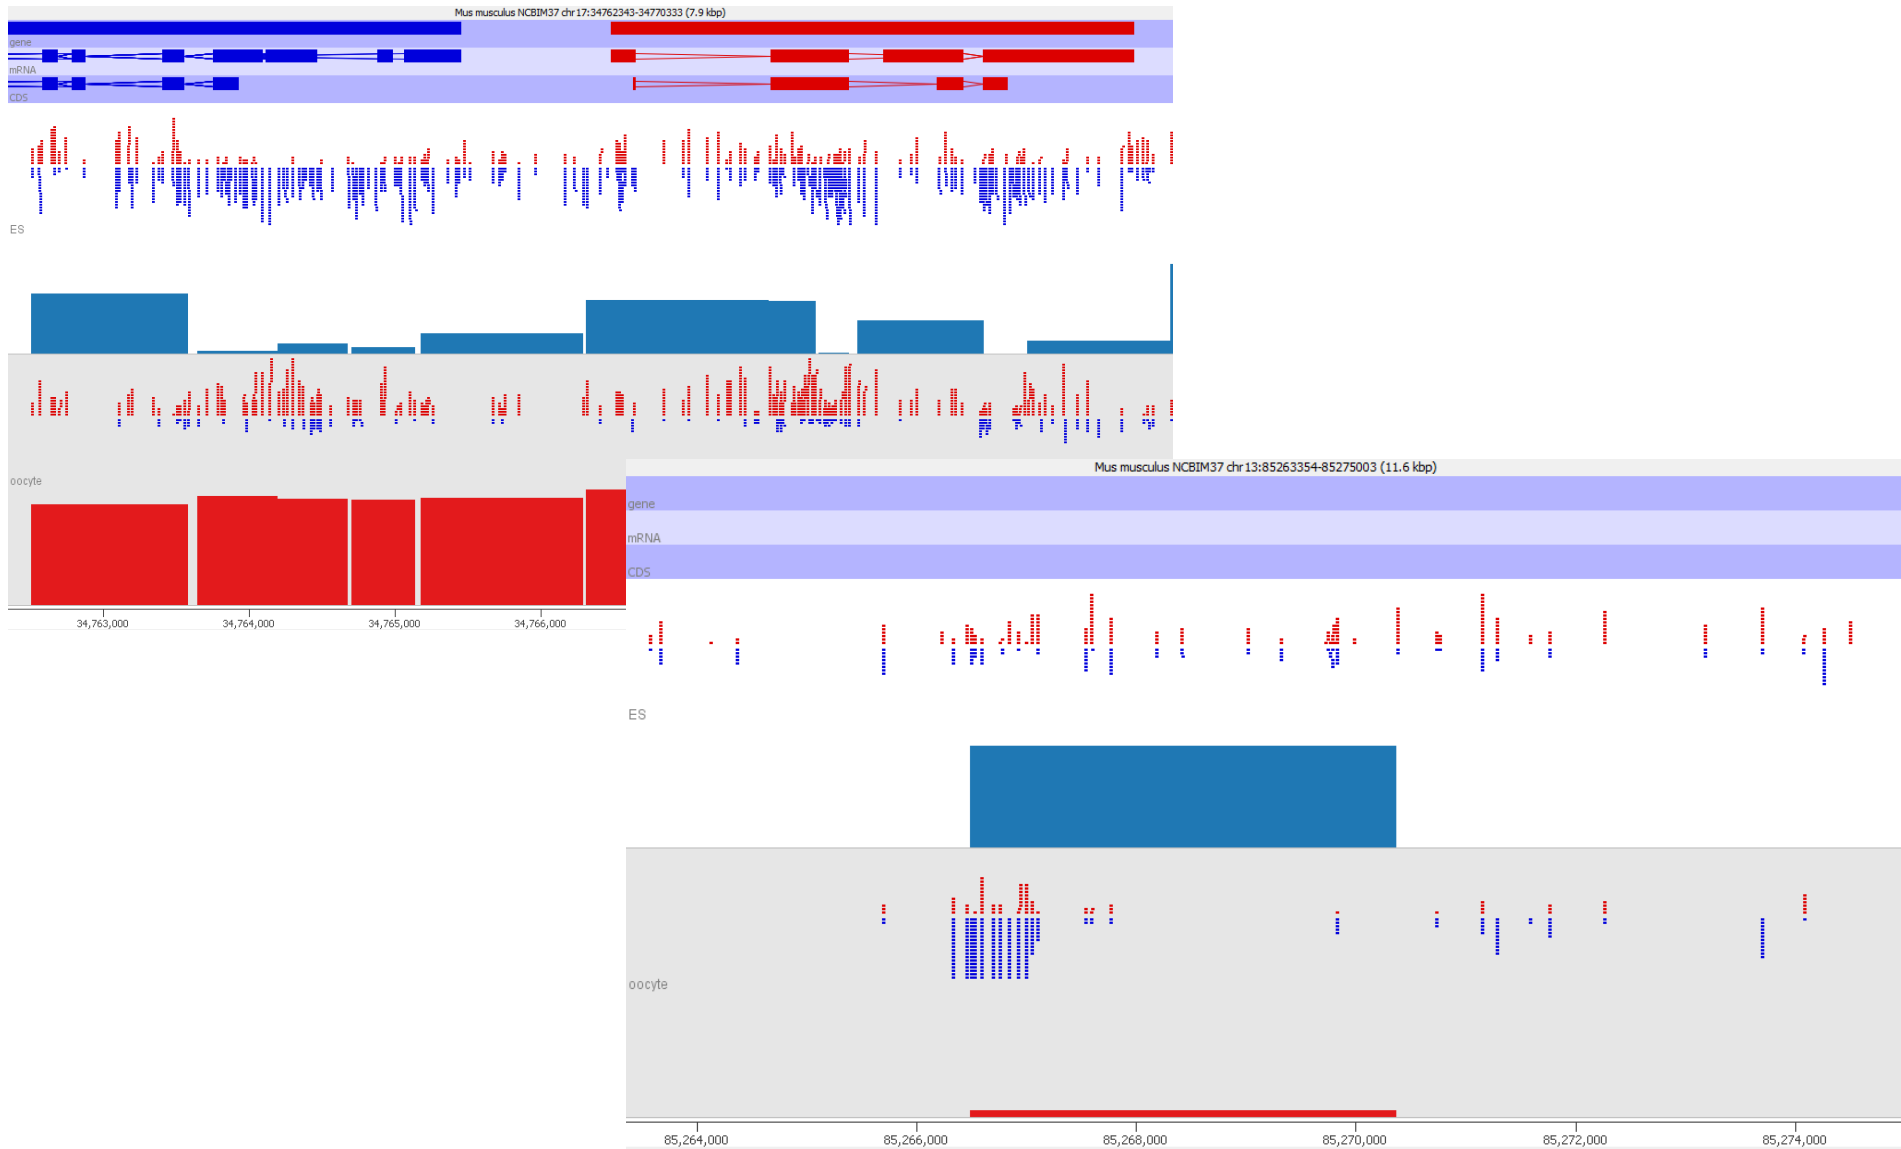 Mus musculus NCBIM37 chr17:34762343-34770333 (7.9 kbp)
gene
mRNA
CDS
ES
oocyte
34,763,000 34,764,000 34,765,000 34,766,000
Mus musculus NCBIM37 chr13:85263354-85275003 (11.6 kbp)
gene
mRNA
CDS
ES
oocyte
85,264,000 85,266,000 85,268,000 85,270,000 85,272,000 85,274,000